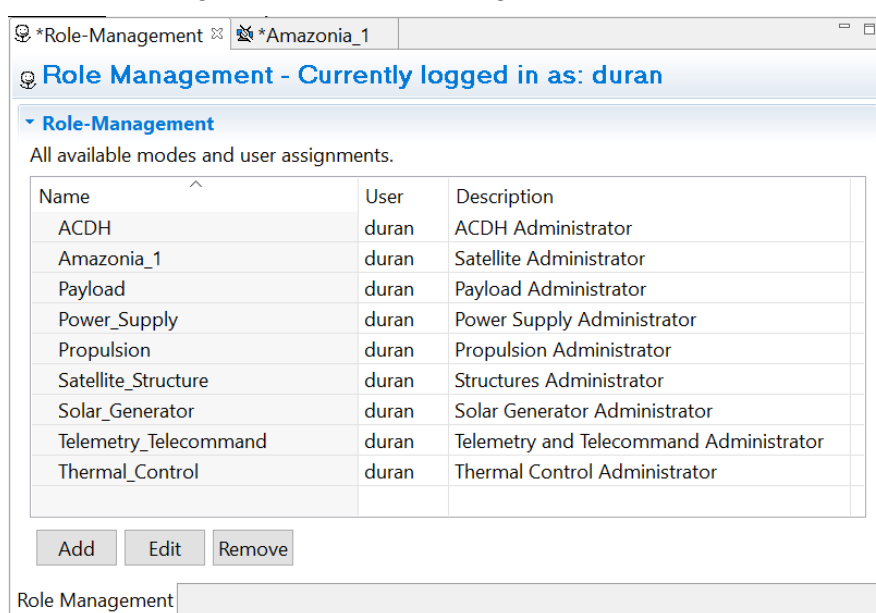 *Role-Management *Amazonia_1
Role Management - Currently logged in as: duran
Role-Management
All available modes and user assignments.
Name User Description
ACDH duran ACDH Administrator
Amazonia_1 duran Satellite Administrator
Payload duran Payload Administrator
Power_Supply duran Power Supply Administrator
Propulsion duran Propulsion Administrator
Satellite_Structure duran Structures Administrator
Solar_Generator duran Solar Generator Administrator
Telemetry_Telecommand duran Telemetry and Telecommand Administrator
Thermal_Control duran Thermal Control Administrator
Add Edit Remove
Role Management